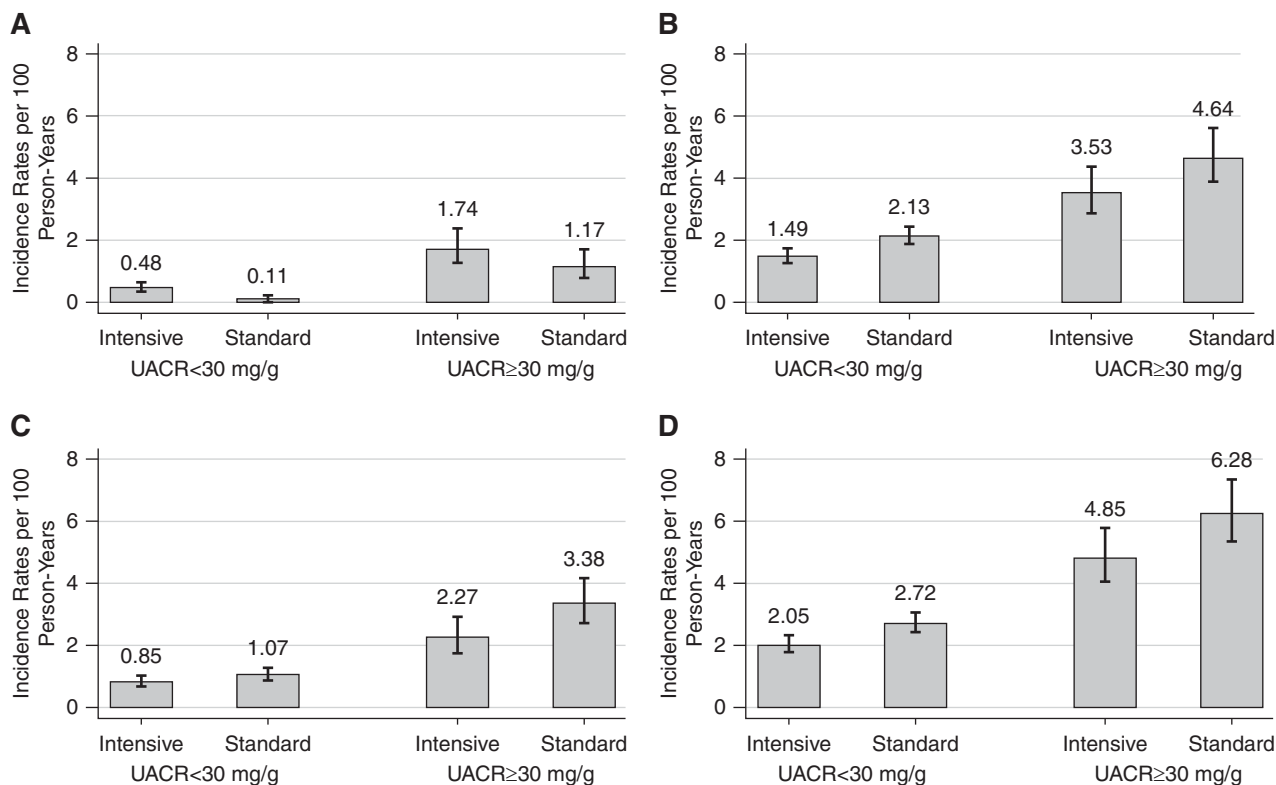 A
Incidence Rates per 100
Person-Years
8
6
4
2
0
0.48
0.11
1.74
1.17
Intensive
Standard
Intensive
Standard
UACR<30 mg/g
UACR≥30 mg/g
B
Incidence Rates per 100
Person-Years
8
6
4
2
0
1.49
2.13
3.53
4.64
Intensive
Standard
Intensive
Standard
UACR<30 mg/g
UACR≥30 mg/g
C
Incidence Rates per 100
Person-Years
8
6
4
2
0
0.85
1.07
2.27
3.38
Intensive
Standard
Intensive
Standard
UACR<30 mg/g
UACR≥30 mg/g
D
Incidence Rates per 100
Person-Years
8
6
4
2
0
2.05
2.72
4.85
6.28
Intensive
Standard
Intensive
Standard
UACR<30 mg/g
UACR≥30 mg/g